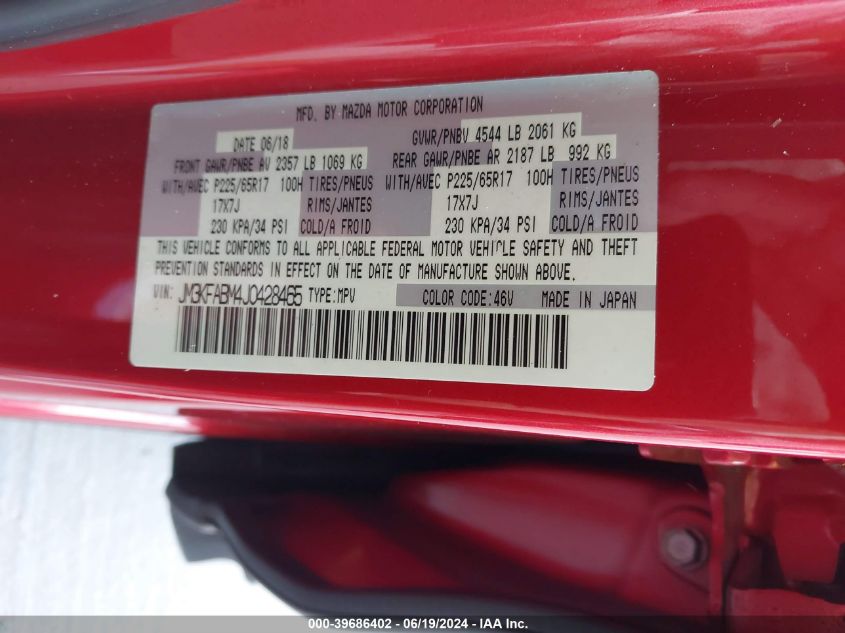 MFD. BY MAZDA MOTOR CORPORATION
DATE 06/18 GVWR/PNBV 4544 LB 2061 KG
FRONT GAWR/PNBE AV 2357 LB 1069 KG REAR GAWR/PNBE AR 2187 LB 992 KG
WITH/AVEC P225/65R17 100H TIRES/PNEUS WITH/AVEC P225/65R17 100H TIRES/PNEUS
17X7J RIMS/JANTES 17X7J RIMS/JANTES
230 KPA/34 PSI COLD/A FROID 230 KPA/34 PSI COLD/A FROID
THIS VEHICLE CONFORMS TO ALL APPLICABLE FEDERAL MOTOR VEHICLE SAFETY AND THEFT
PREVENTION STANDARDS IN EFFECT ON THE DATE OF MANUFACTURE SHOWN ABOVE.
VIN: JM3KFABM4J0428465 TYPE:MPV COLOR CODE:46V MADE IN JAPAN
000-39686402 - 06/19/2024 - IAA Inc.